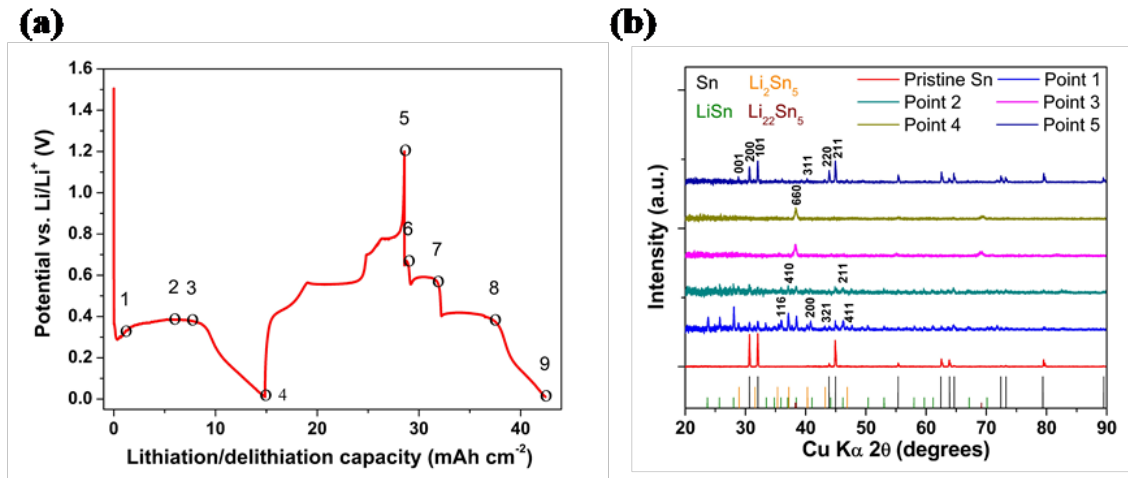 (a)
(b)
1.6
1.4
1.2
1.0
0.8
0.6
0.4
0.2
0.0
Potential vs. Li/Li⁺ (V)
1
2
3
4
5
6
7
8
9
0
10
20
30
40
Lithiation/delithiation capacity (mAh cm⁻²)
Sn
Li₂Sn₅
LiSn
Li₂₂Sn₅
Pristine Sn
Point 1
Point 2
Point 3
Point 4
Point 5
Intensity (a.u.)
001
200
101
311
220
211
660
410
211
116
200
321
411
20
30
40
50
60
70
80
90
Cu Kα 2θ (degrees)